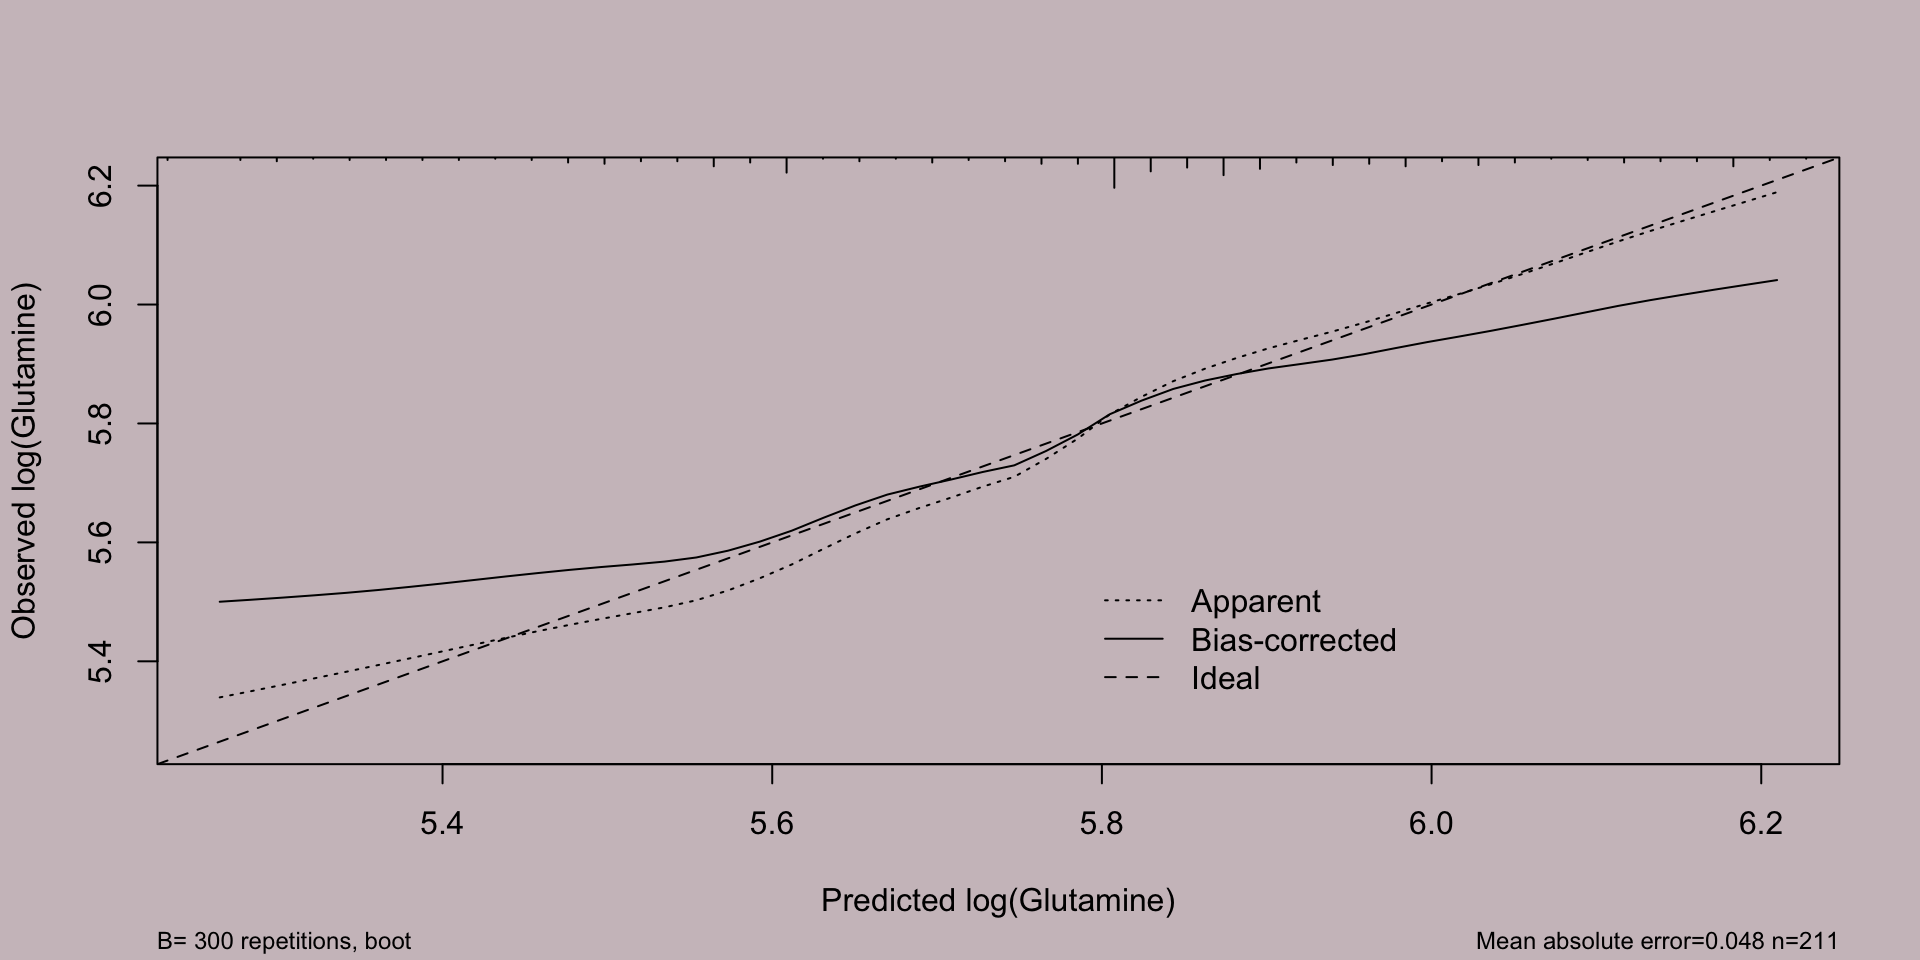 6.2
6.0
5.8
5.6
5.4
Observed log(Glutamine)
Apparent
Bias-corrected
Ideal
5.4 5.6 5.8 6.0 6.2
Predicted log(Glutamine)
B= 300 repetitions, boot
Mean absolute error=0.048 n=211